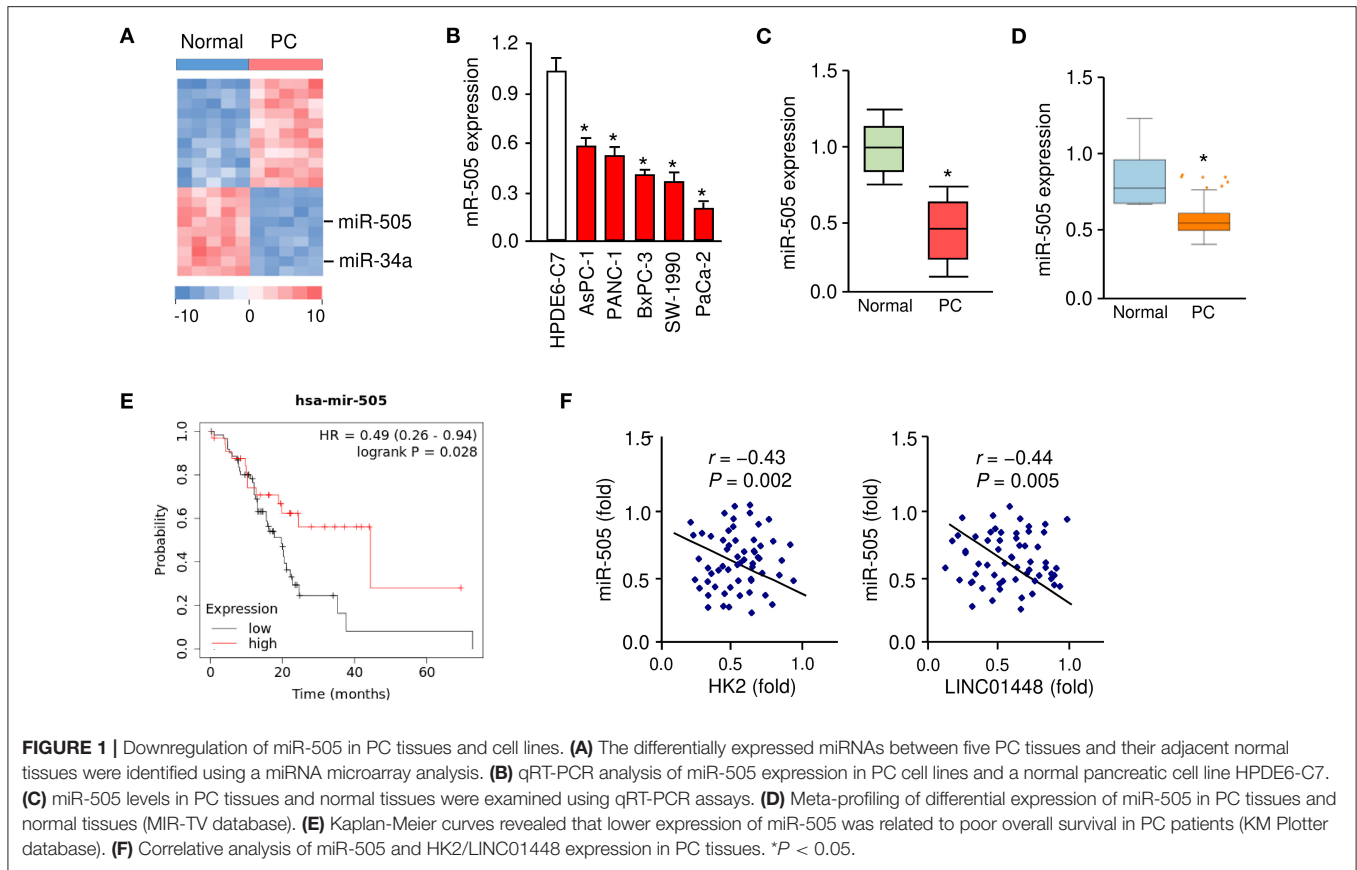 A
Normal PC
miR-505
miR-34a
-10 0 10
B
mR-505 expression
1.2
0.9
0.6
0.3
0.0
* * * * *
HPDE6-C7
AsPC-1
PANC-1
BxPC-3
SW-1990
PaCa-2
C
miR-505 expression
1.5
1.0
0.5
0.0
*
Normal PC
D
miR-505 expression
1.5
1.0
0.5
0.0
*
Normal PC
E
hsa-mir-505
HR = 0.49 (0.26 - 0.94)
logrank P = 0.028
Probability
1.0
0.8
0.6
0.4
0.2
0.0
Expression
low
high
0 20 40 60
Time (months)
F
miR-505 (fold)
1.5
1.0
0.5
0.0
r = −0.43
P = 0.002
0.0 0.5 1.0
HK2 (fold)
miR-505 (fold)
1.5
1.0
0.5
0.0
r = −0.44
P = 0.005
0.0 0.5 1.0
LINC01448 (fold)
FIGURE 1 | Downregulation of miR-505 in PC tissues and cell lines. (A) The differentially expressed miRNAs between five PC tissues and their adjacent normal
tissues were identified using a miRNA microarray analysis. (B) qRT-PCR analysis of miR-505 expression in PC cell lines and a normal pancreatic cell line HPDE6-C7.
(C) miR-505 levels in PC tissues and normal tissues were examined using qRT-PCR assays. (D) Meta-profiling of differential expression of miR-505 in PC tissues and
normal tissues (MIR-TV database). (E) Kaplan-Meier curves revealed that lower expression of miR-505 was related to poor overall survival in PC patients (KM Plotter
database). (F) Correlative analysis of miR-505 and HK2/LINC01448 expression in PC tissues. *P < 0.05.